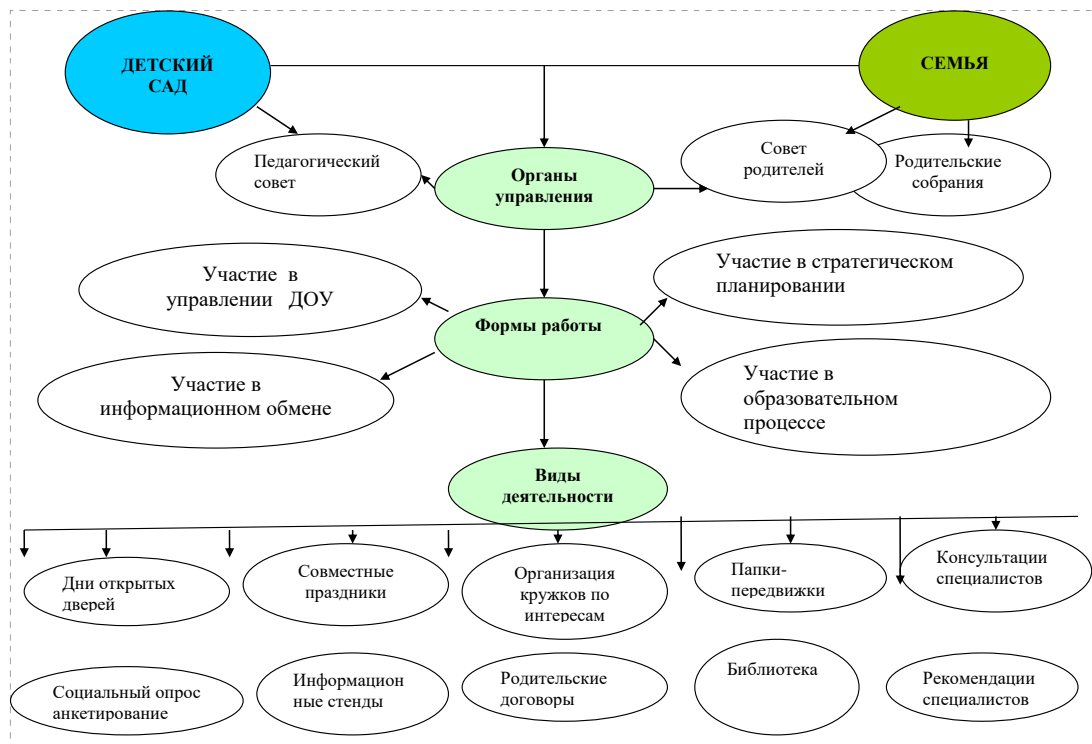 ДЕТСКИЙ
САД
СЕМЬЯ
Педагогический
совет
Органы
управления
Совет
родителей
Родительские
собрания
Участие в
управлении ДОУ
Участие в стратегическом
планировании
Формы работы
Участие в
информационном обмене
Участие в
образовательном
процессе
Виды
деятельности
Дни открытых
дверей
Совместные
праздники
Организация
кружков по
интересам
Папки-
передвижки
Консультации
специалистов
Социальный опрос
анкетирование
Информацион
ные стенды
Родительские
договоры
Библиотека
Рекомендации
специалистов